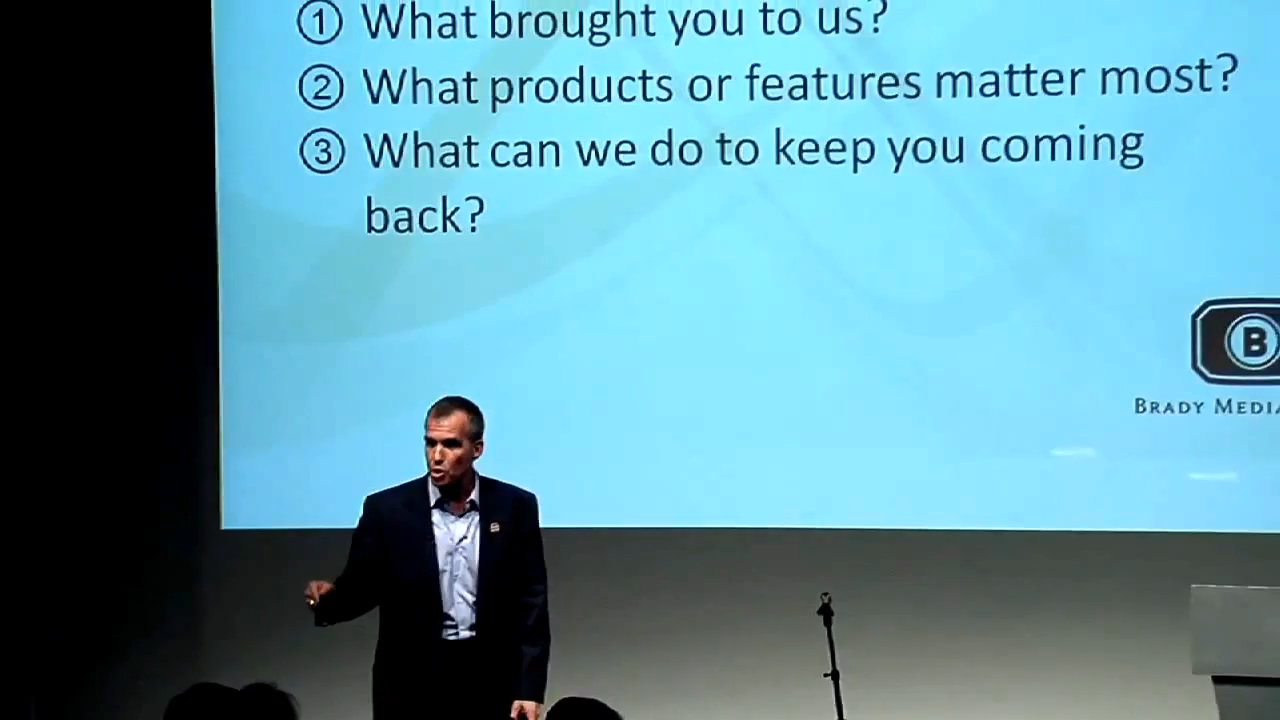 ① What brought you to us?
② What products or features matter most?
③ What can we do to keep you coming
back?
B
BRADY MEDIA